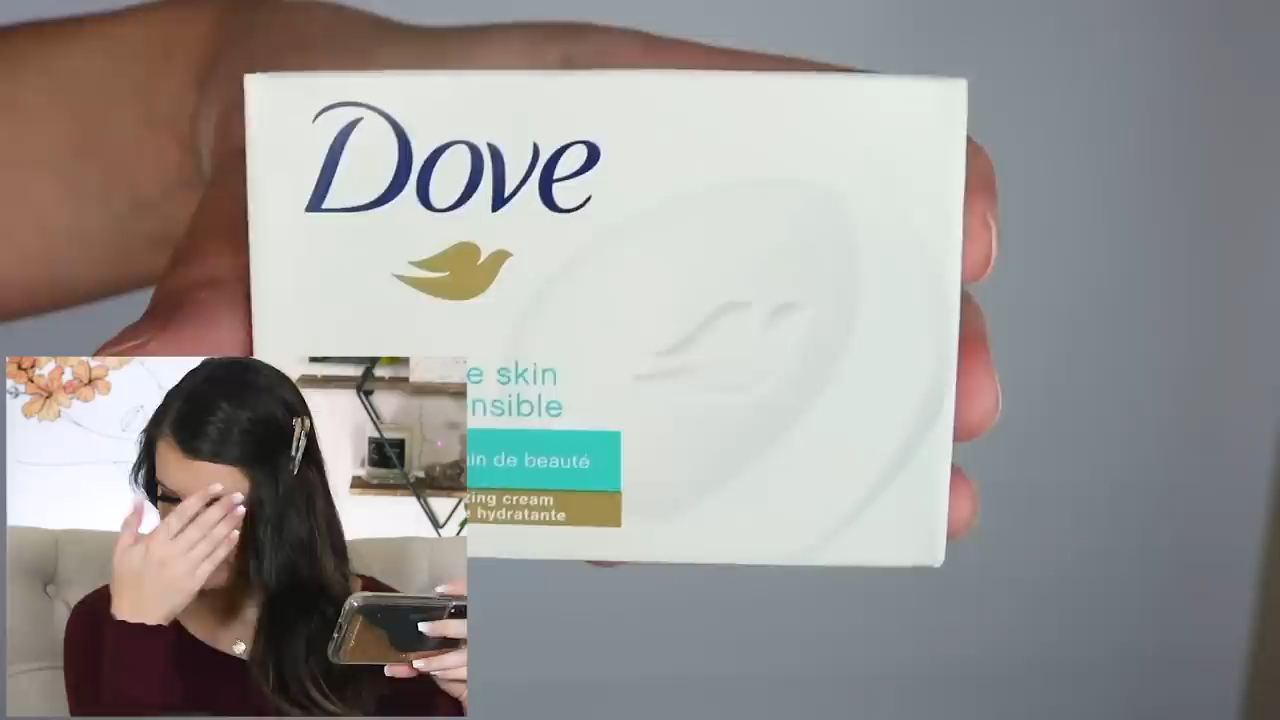 Dove
e skin
nsible
in de beauté
zing cream
e hydratante